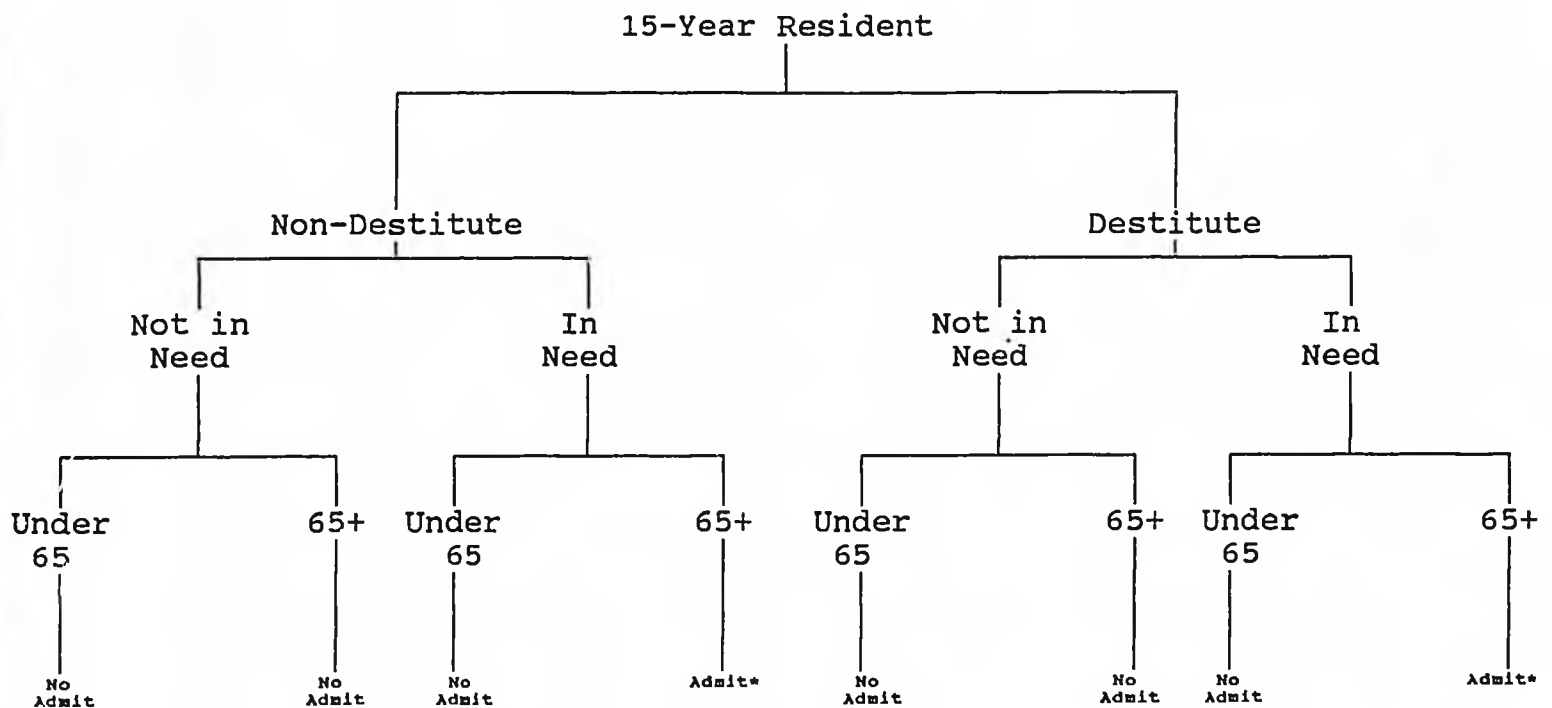 15-Year Resident
Non-Destitute
Destitute
Not in
Need
In
Need
Not in
Need
In
Need
Under
65
65+
Under
65
65+
Under
65
65+
Under
65
65+
No
Admit
No
Admit
No
Admit
Admit*
No
Admit
No
Admit
No
Admit
Admit*